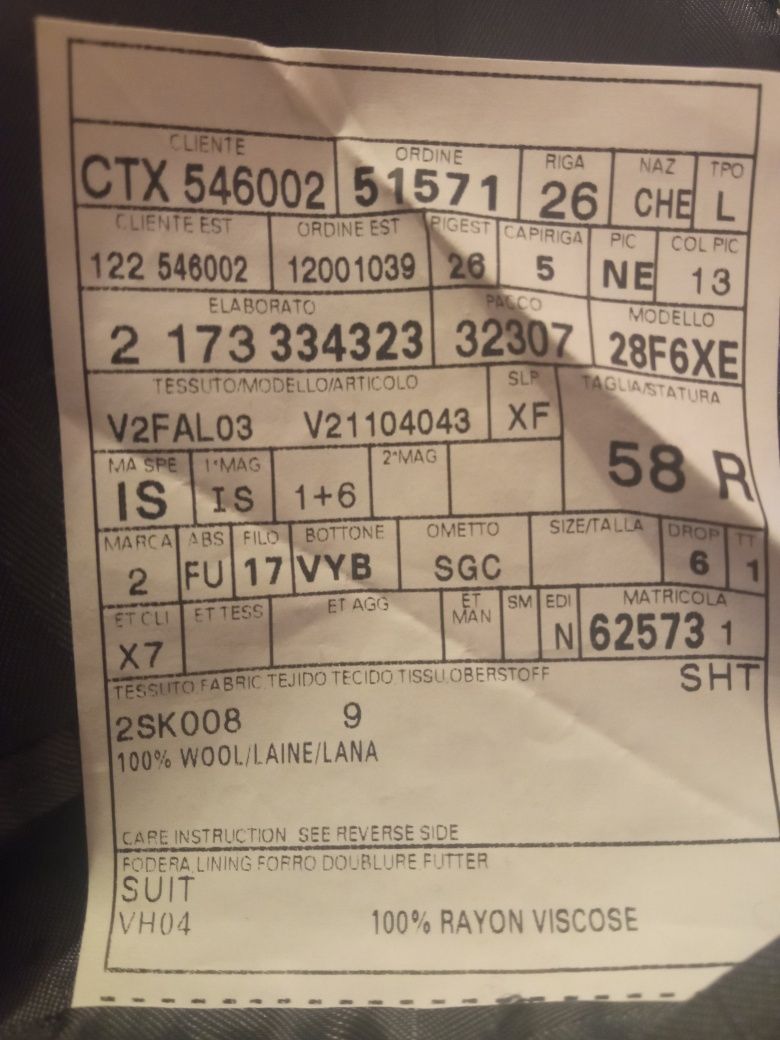 CLIENTE ORDINE RIGA NAZ TPO
CTX 546002 51571 26 CHE L
CLIENTE EST ORDINE EST RIGEST CAPIRIGA PIC COL PIC
122 546002 12001039 26 5 NE 13
ELABORATO PACCO MODELLO
2 173 334323 32307 28F6XE
TESSUTO/MODELLO/ARTICOLO SLP TAGLIA/STATURA
V2FAL03 V21104043 XF 58 R
MA SPE 1°MAG 2°MAG
IS IS 1+6
MARCA ABS FILO BOTTONE OMETTO SIZE/TALLA DROP TT
2 FU 17 VYB SGC 6 1
ET CLI ET TESS ET AGG ET MAN SM EDI MATRICOLA
X7 N 62573 1
TESSUTO.FABRIC.TEJIDO TECIDO.TISSU.OBERSTOFF SHT
2SK008 9
100% WOOL/LAINE/LANA
CARE INSTRUCTION SEE REVERSE SIDE
FODERA.LINING FORRO DOUBLURE FUTTER
SUIT
VH04 100% RAYON VISCOSE